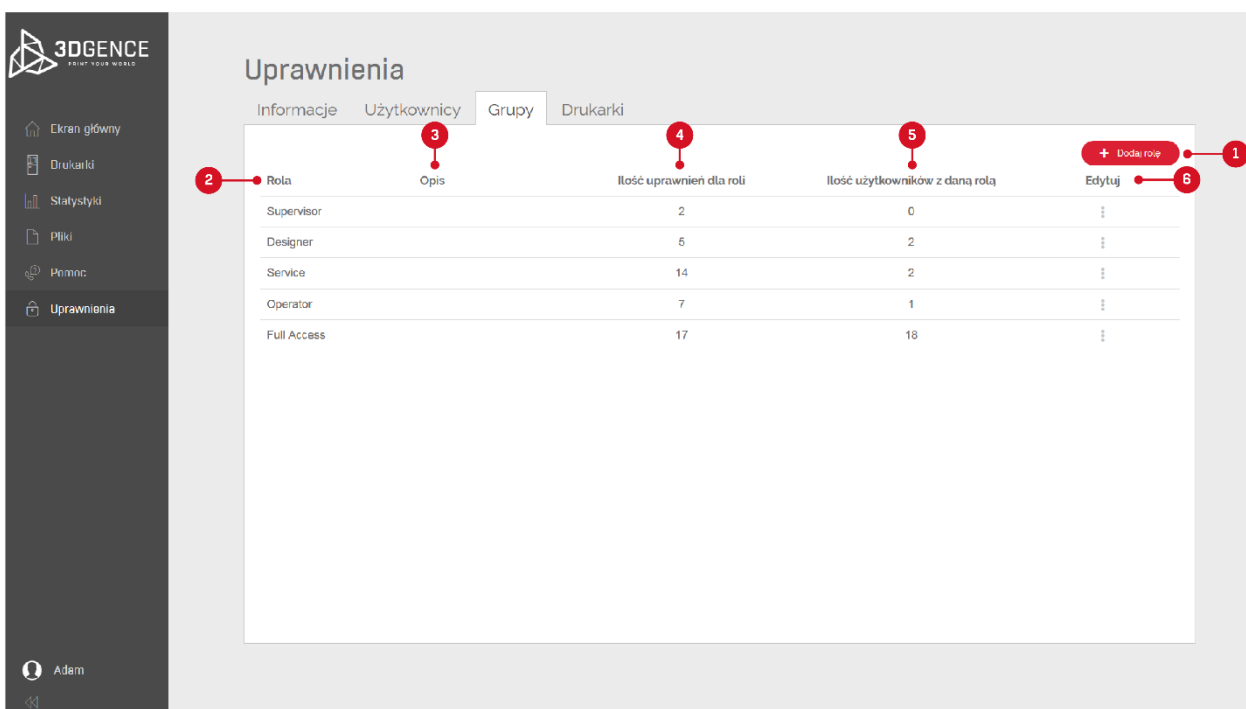 3DGENCE
PRINT YOUR WORLD
Ekran główny
Drukarki
Statystyki
Pliki
Pomoc
Uprawnienia
Adam
Uprawnienia
Informacje Użytkownicy Grupy Drukarki
3 4 5
+ Dodaj rolę 1
2 Rola Opis Ilość uprawnień dla roli Ilość użytkowników z daną rolą Edytuj 6
Supervisor 2 0
Designer 5 2
Service 14 2
Operator 7 1
Full Access 17 18